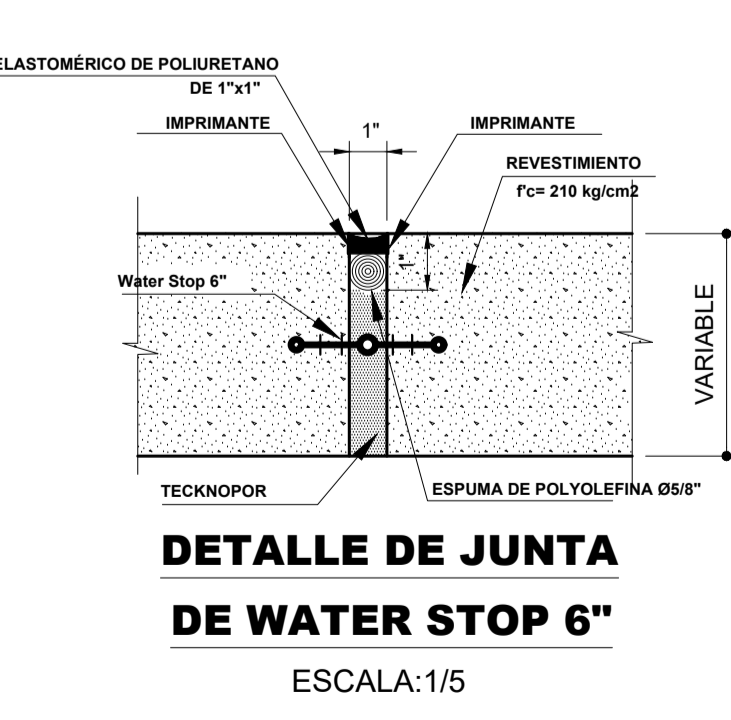 ELASTOMÉRICO DE POLIURETANO
DE 1"x1"
IMPRIMANTE
1"
IMPRIMANTE
REVESTIMIENTO
f'c= 210 kg/cm2
1"
Water Stop 6"
VARIABLE
TECKNOPOR
ESPUMA DE POLYOLEFINA Ø5/8"
DETALLE DE JUNTA
DE WATER STOP 6"
ESCALA:1/5